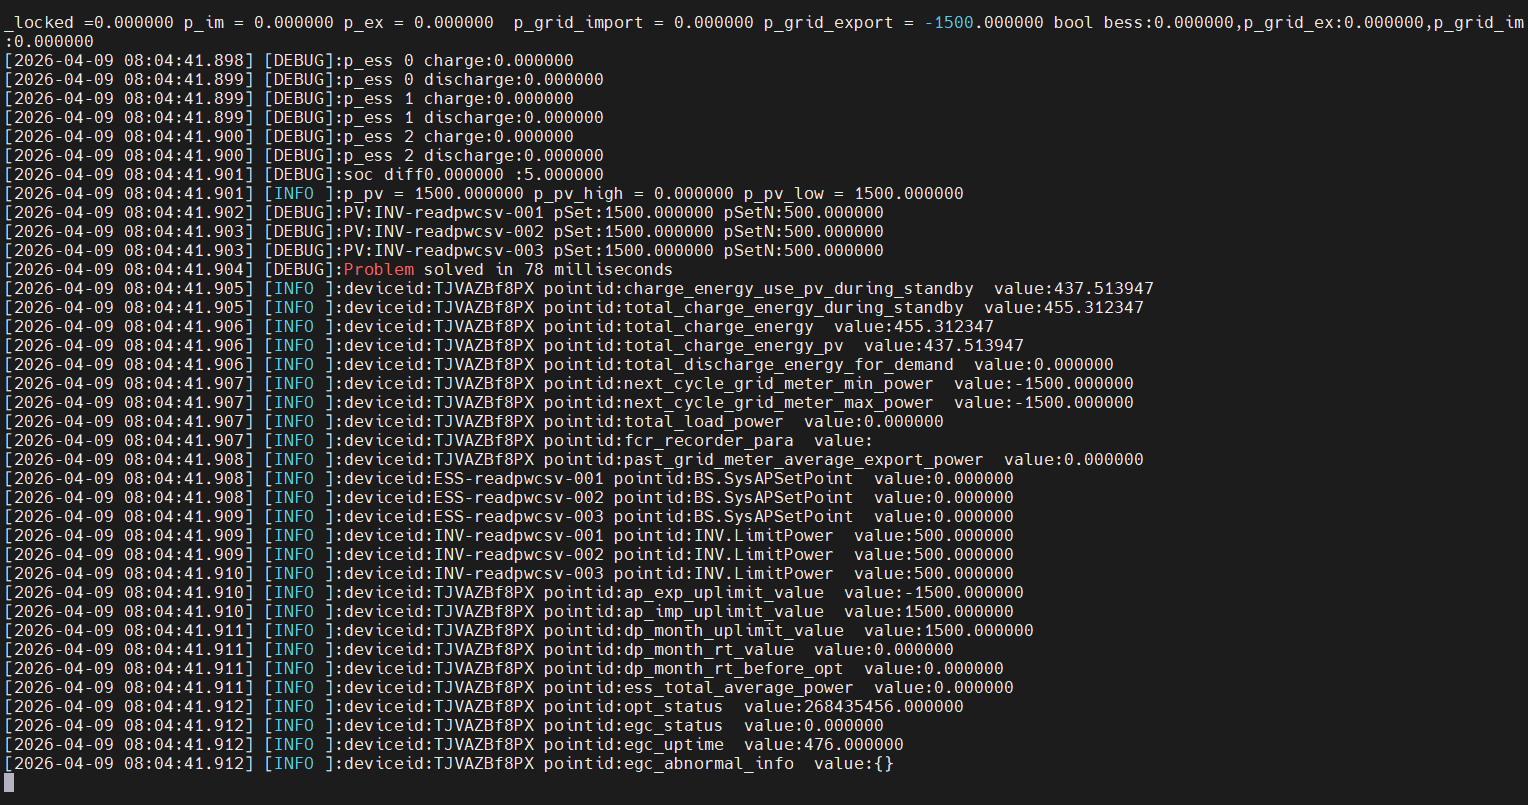 _locked =0.000000 p_im = 0.000000 p_ex = 0.000000  p_grid_import = 0.000000 p_grid_export = -1500.000000 bool bess:0.000000,p_grid_ex:0.000000,p_grid_im
:0.000000
[2026-04-09 08:04:41.898] [DEBUG]:p_ess 0 charge:0.000000
[2026-04-09 08:04:41.899] [DEBUG]:p_ess 0 discharge:0.000000
[2026-04-09 08:04:41.899] [DEBUG]:p_ess 1 charge:0.000000
[2026-04-09 08:04:41.899] [DEBUG]:p_ess 1 discharge:0.000000
[2026-04-09 08:04:41.900] [DEBUG]:p_ess 2 charge:0.000000
[2026-04-09 08:04:41.900] [DEBUG]:p_ess 2 discharge:0.000000
[2026-04-09 08:04:41.901] [DEBUG]:soc diff0.000000 :5.000000
[2026-04-09 08:04:41.901] [INFO ]:p_pv = 1500.000000 p_pv_high = 0.000000 p_pv_low = 1500.000000
[2026-04-09 08:04:41.902] [DEBUG]:PV:INV-readpwcsv-001 pSet:1500.000000 pSetN:500.000000
[2026-04-09 08:04:41.903] [DEBUG]:PV:INV-readpwcsv-002 pSet:1500.000000 pSetN:500.000000
[2026-04-09 08:04:41.903] [DEBUG]:PV:INV-readpwcsv-003 pSet:1500.000000 pSetN:500.000000
[2026-04-09 08:04:41.904] [DEBUG]:Problem solved in 78 milliseconds
[2026-04-09 08:04:41.905] [INFO ]:deviceid:TJVAZBf8PX pointid:charge_energy_use_pv_during_standby  value:437.513947
[2026-04-09 08:04:41.905] [INFO ]:deviceid:TJVAZBf8PX pointid:total_charge_energy_during_standby  value:455.312347
[2026-04-09 08:04:41.906] [INFO ]:deviceid:TJVAZBf8PX pointid:total_charge_energy  value:455.312347
[2026-04-09 08:04:41.906] [INFO ]:deviceid:TJVAZBf8PX pointid:total_charge_energy_pv  value:437.513947
[2026-04-09 08:04:41.906] [INFO ]:deviceid:TJVAZBf8PX pointid:total_discharge_energy_for_demand  value:0.000000
[2026-04-09 08:04:41.907] [INFO ]:deviceid:TJVAZBf8PX pointid:next_cycle_grid_meter_min_power  value:-1500.000000
[2026-04-09 08:04:41.907] [INFO ]:deviceid:TJVAZBf8PX pointid:next_cycle_grid_meter_max_power  value:-1500.000000
[2026-04-09 08:04:41.907] [INFO ]:deviceid:TJVAZBf8PX pointid:total_load_power  value:0.000000
[2026-04-09 08:04:41.907] [INFO ]:deviceid:TJVAZBf8PX pointid:fcr_recorder_para  value:
[2026-04-09 08:04:41.908] [INFO ]:deviceid:TJVAZBf8PX pointid:past_grid_meter_average_export_power  value:0.000000
[2026-04-09 08:04:41.908] [INFO ]:deviceid:ESS-readpwcsv-001 pointid:BS.SysAPSetPoint  value:0.000000
[2026-04-09 08:04:41.908] [INFO ]:deviceid:ESS-readpwcsv-002 pointid:BS.SysAPSetPoint  value:0.000000
[2026-04-09 08:04:41.909] [INFO ]:deviceid:ESS-readpwcsv-003 pointid:BS.SysAPSetPoint  value:0.000000
[2026-04-09 08:04:41.909] [INFO ]:deviceid:INV-readpwcsv-001 pointid:INV.LimitPower  value:500.000000
[2026-04-09 08:04:41.909] [INFO ]:deviceid:INV-readpwcsv-002 pointid:INV.LimitPower  value:500.000000
[2026-04-09 08:04:41.910] [INFO ]:deviceid:INV-readpwcsv-003 pointid:INV.LimitPower  value:500.000000
[2026-04-09 08:04:41.910] [INFO ]:deviceid:TJVAZBf8PX pointid:ap_exp_uplimit_value  value:-1500.000000
[2026-04-09 08:04:41.910] [INFO ]:deviceid:TJVAZBf8PX pointid:ap_imp_uplimit_value  value:1500.000000
[2026-04-09 08:04:41.911] [INFO ]:deviceid:TJVAZBf8PX pointid:dp_month_uplimit_value  value:1500.000000
[2026-04-09 08:04:41.911] [INFO ]:deviceid:TJVAZBf8PX pointid:dp_month_rt_value  value:0.000000
[2026-04-09 08:04:41.911] [INFO ]:deviceid:TJVAZBf8PX pointid:dp_month_rt_before_opt  value:0.000000
[2026-04-09 08:04:41.911] [INFO ]:deviceid:TJVAZBf8PX pointid:ess_total_average_power  value:0.000000
[2026-04-09 08:04:41.912] [INFO ]:deviceid:TJVAZBf8PX pointid:opt_status  value:268435456.000000
[2026-04-09 08:04:41.912] [INFO ]:deviceid:TJVAZBf8PX pointid:egc_status  value:0.000000
[2026-04-09 08:04:41.912] [INFO ]:deviceid:TJVAZBf8PX pointid:egc_uptime  value:476.000000
[2026-04-09 08:04:41.912] [INFO ]:deviceid:TJVAZBf8PX pointid:egc_abnormal_info  value:{}